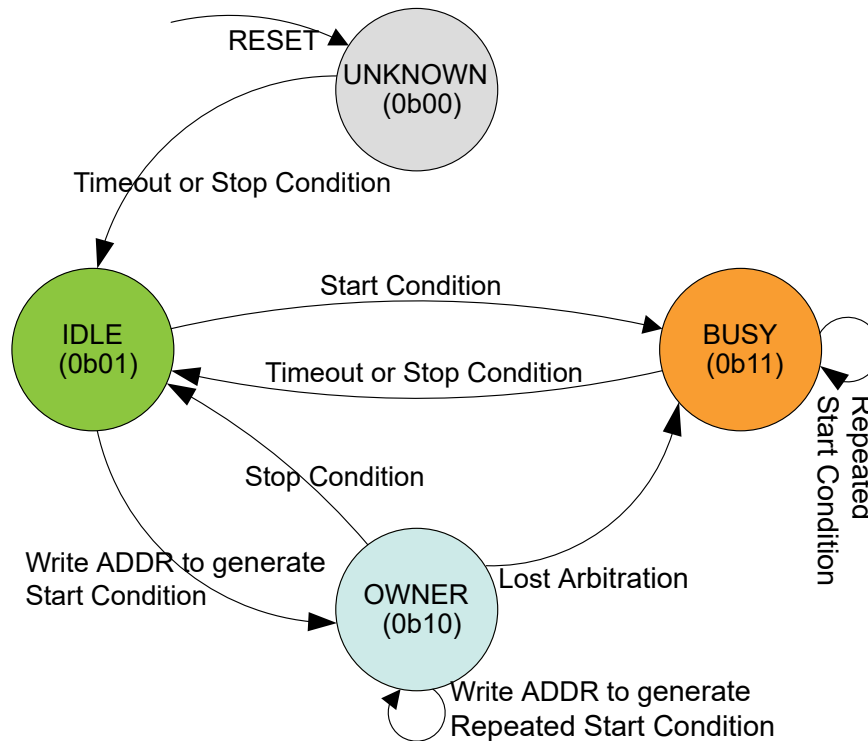 RESET
UNKNOWN
(0b00)
Timeout or Stop Condition
Start Condition
IDLE
(0b01)
BUSY
(0b11)
Timeout or Stop Condition
Repeated
Start Condition
Stop Condition
Write ADDR to generate
Start Condition
Lost Arbitration
OWNER
(0b10)
Write ADDR to generate
Repeated Start Condition